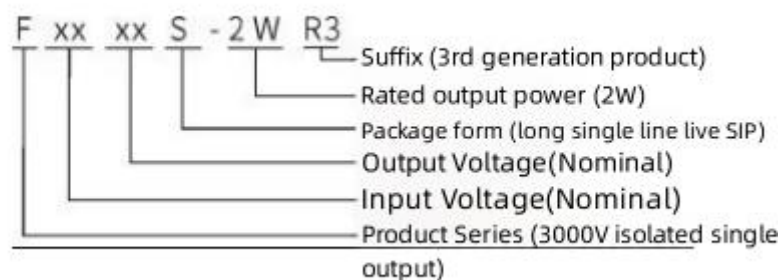 F xx xx S - 2W R3
Suffix (3rd generation product)
Rated output power (2W)
Package form (long single line live SIP)
Output Voltage(Nominal)
Input Voltage(Nominal)
Product Series (3000V isolated single
output)